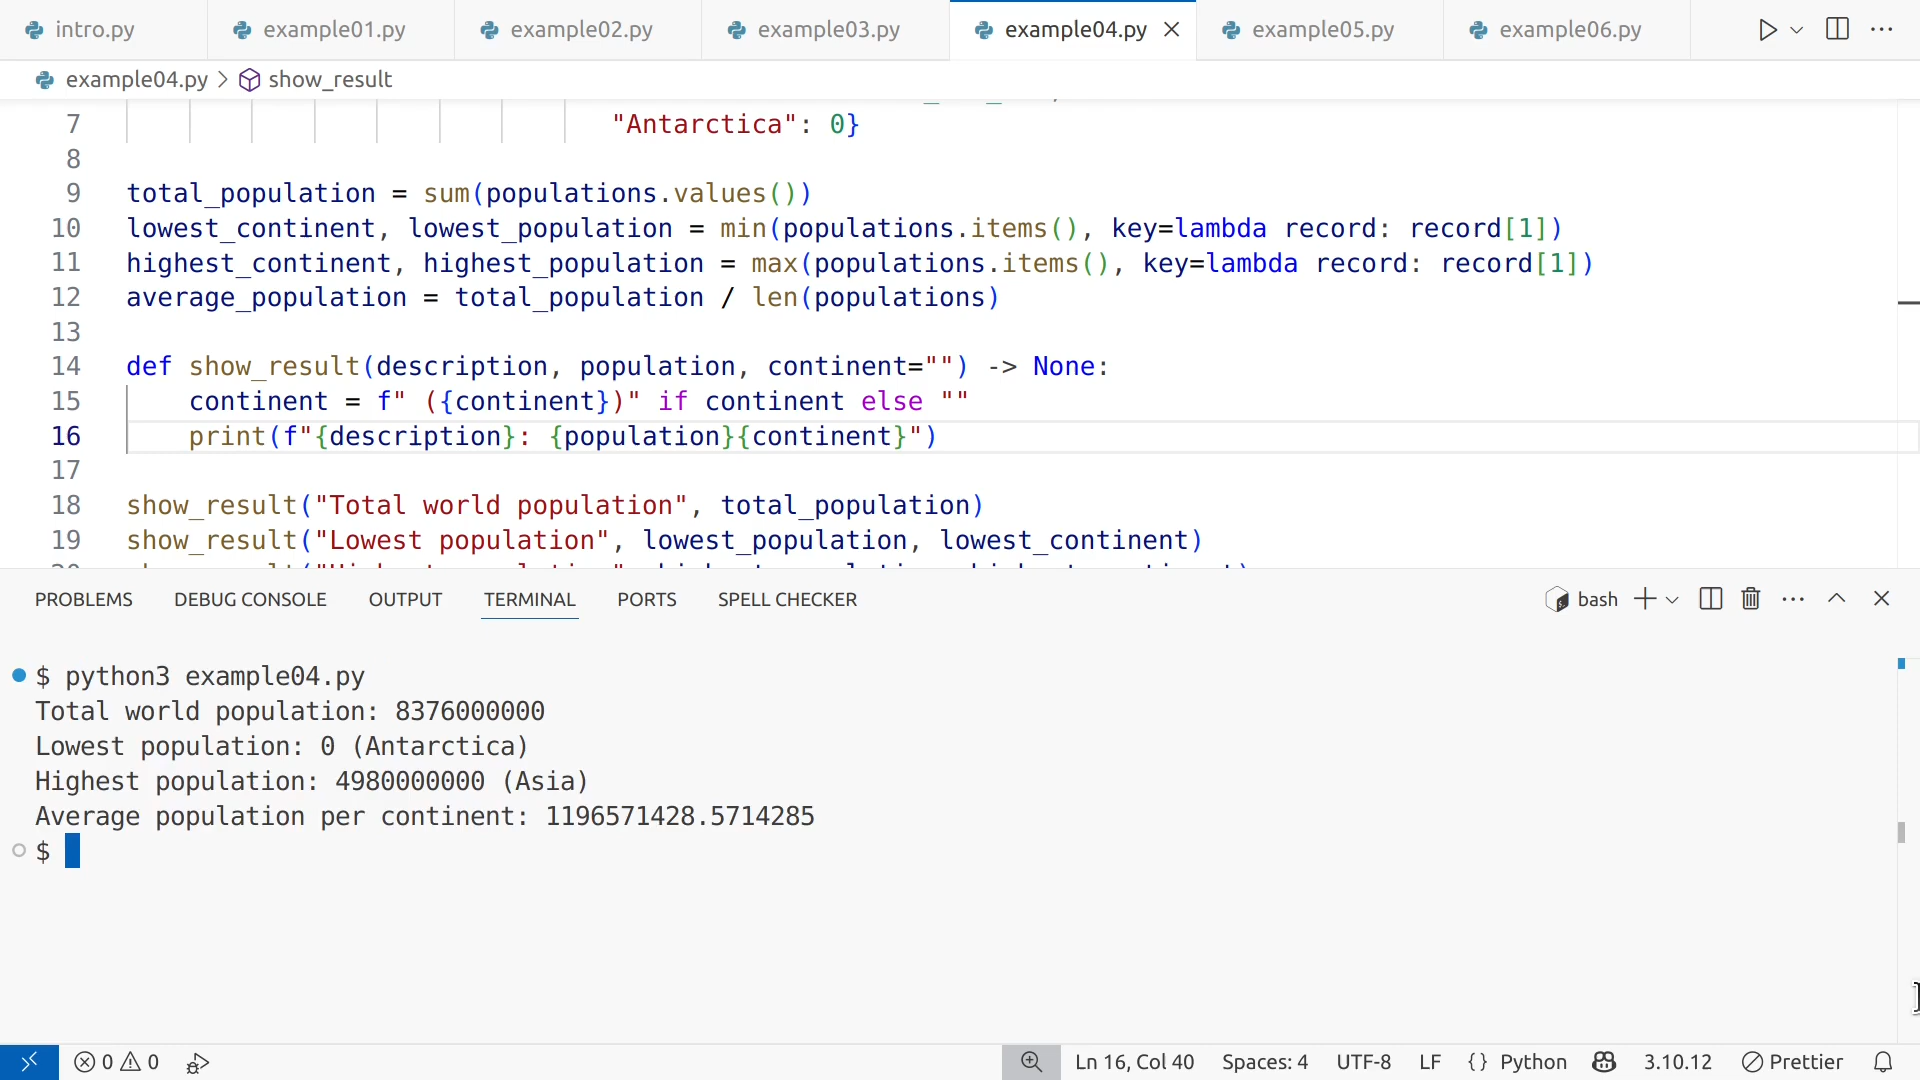 intro.py example01.py example02.py example03.py example04.py example05.py example06.py
example04.py > show_result
7 "Antarctica": 0}
8
9 total_population = sum(populations.values())
10 lowest_continent, lowest_population = min(populations.items(), key=lambda record: record[1])
11 highest_continent, highest_population = max(populations.items(), key=lambda record: record[1])
12 average_population = total_population / len(populations)
13
14 def show_result(description, population, continent="") -> None:
15 continent = f" ({continent})" if continent else ""
16 print(f"{description}: {population}{continent}")
17
18 show_result("Total world population", total_population)
19 show_result("Lowest population", lowest_population, lowest_continent)
PROBLEMS DEBUG CONSOLE OUTPUT TERMINAL PORTS SPELL CHECKER bash
$ python3 example04.py
Total world population: 8376000000
Lowest population: 0 (Antarctica)
Highest population: 4980000000 (Asia)
Average population per continent: 1196571428.5714285
$
0 0 Ln 16, Col 40 Spaces: 4 UTF-8 LF {} Python 3.10.12 Prettier